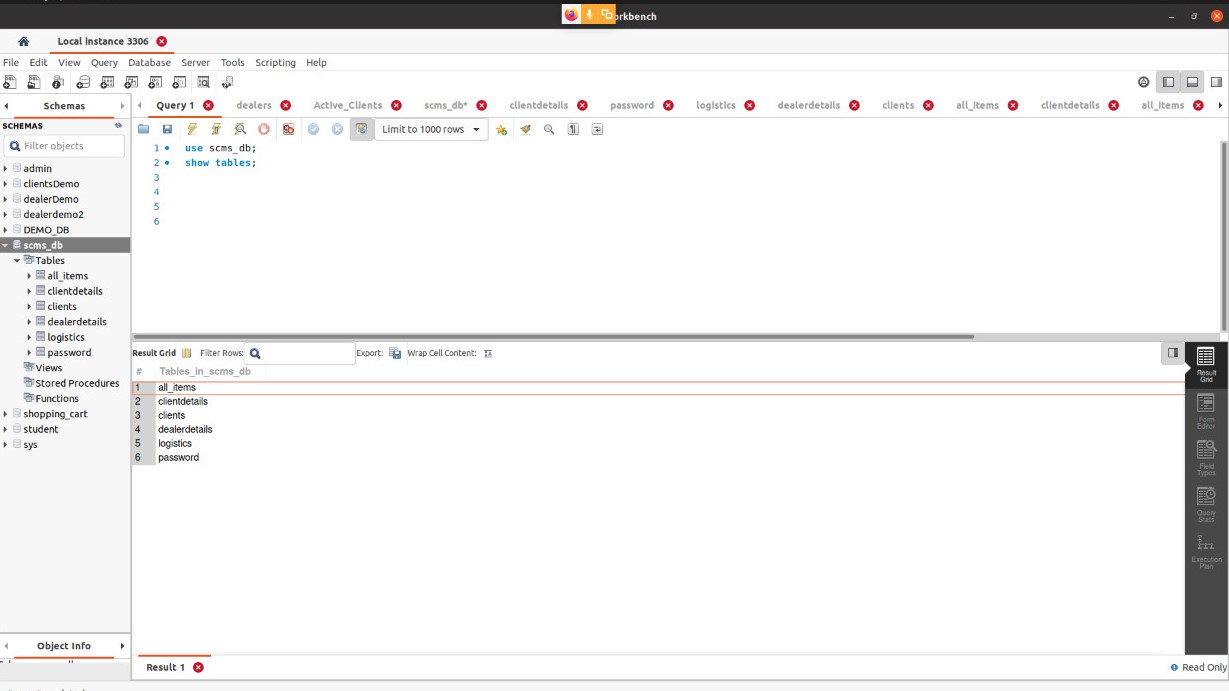 orkbench
Local instance 3306
File Edit View Query Database Server Tools Scripting Help
Schemas
Query 1 dealers Active_Clients scms_db* clientdetails password logistics dealerdetails clients all_items clientdetails all_items
SCHEMAS
Filter objects
Limit to 1000 rows
admin
clientsDemo
dealerDemo
dealerdemo2
DEMO_DB
scms_db
Tables
all_items
clientdetails
clients
dealerdetails
logistics
password
Views
Stored Procedures
Functions
shopping_cart
student
sys
1 use scms_db;
2 show tables;
3
4
5
6
Result Grid Filter Rows: Export: Wrap Cell Content:
# Tables_in_scms_db
1 all_items
2 clientdetails
3 clients
4 dealerdetails
5 logistics
6 password
Result
Grid
Form
Editor
Field
Types
Query
Stats
Execution
Plan
Object Info
Result 1
Read Only